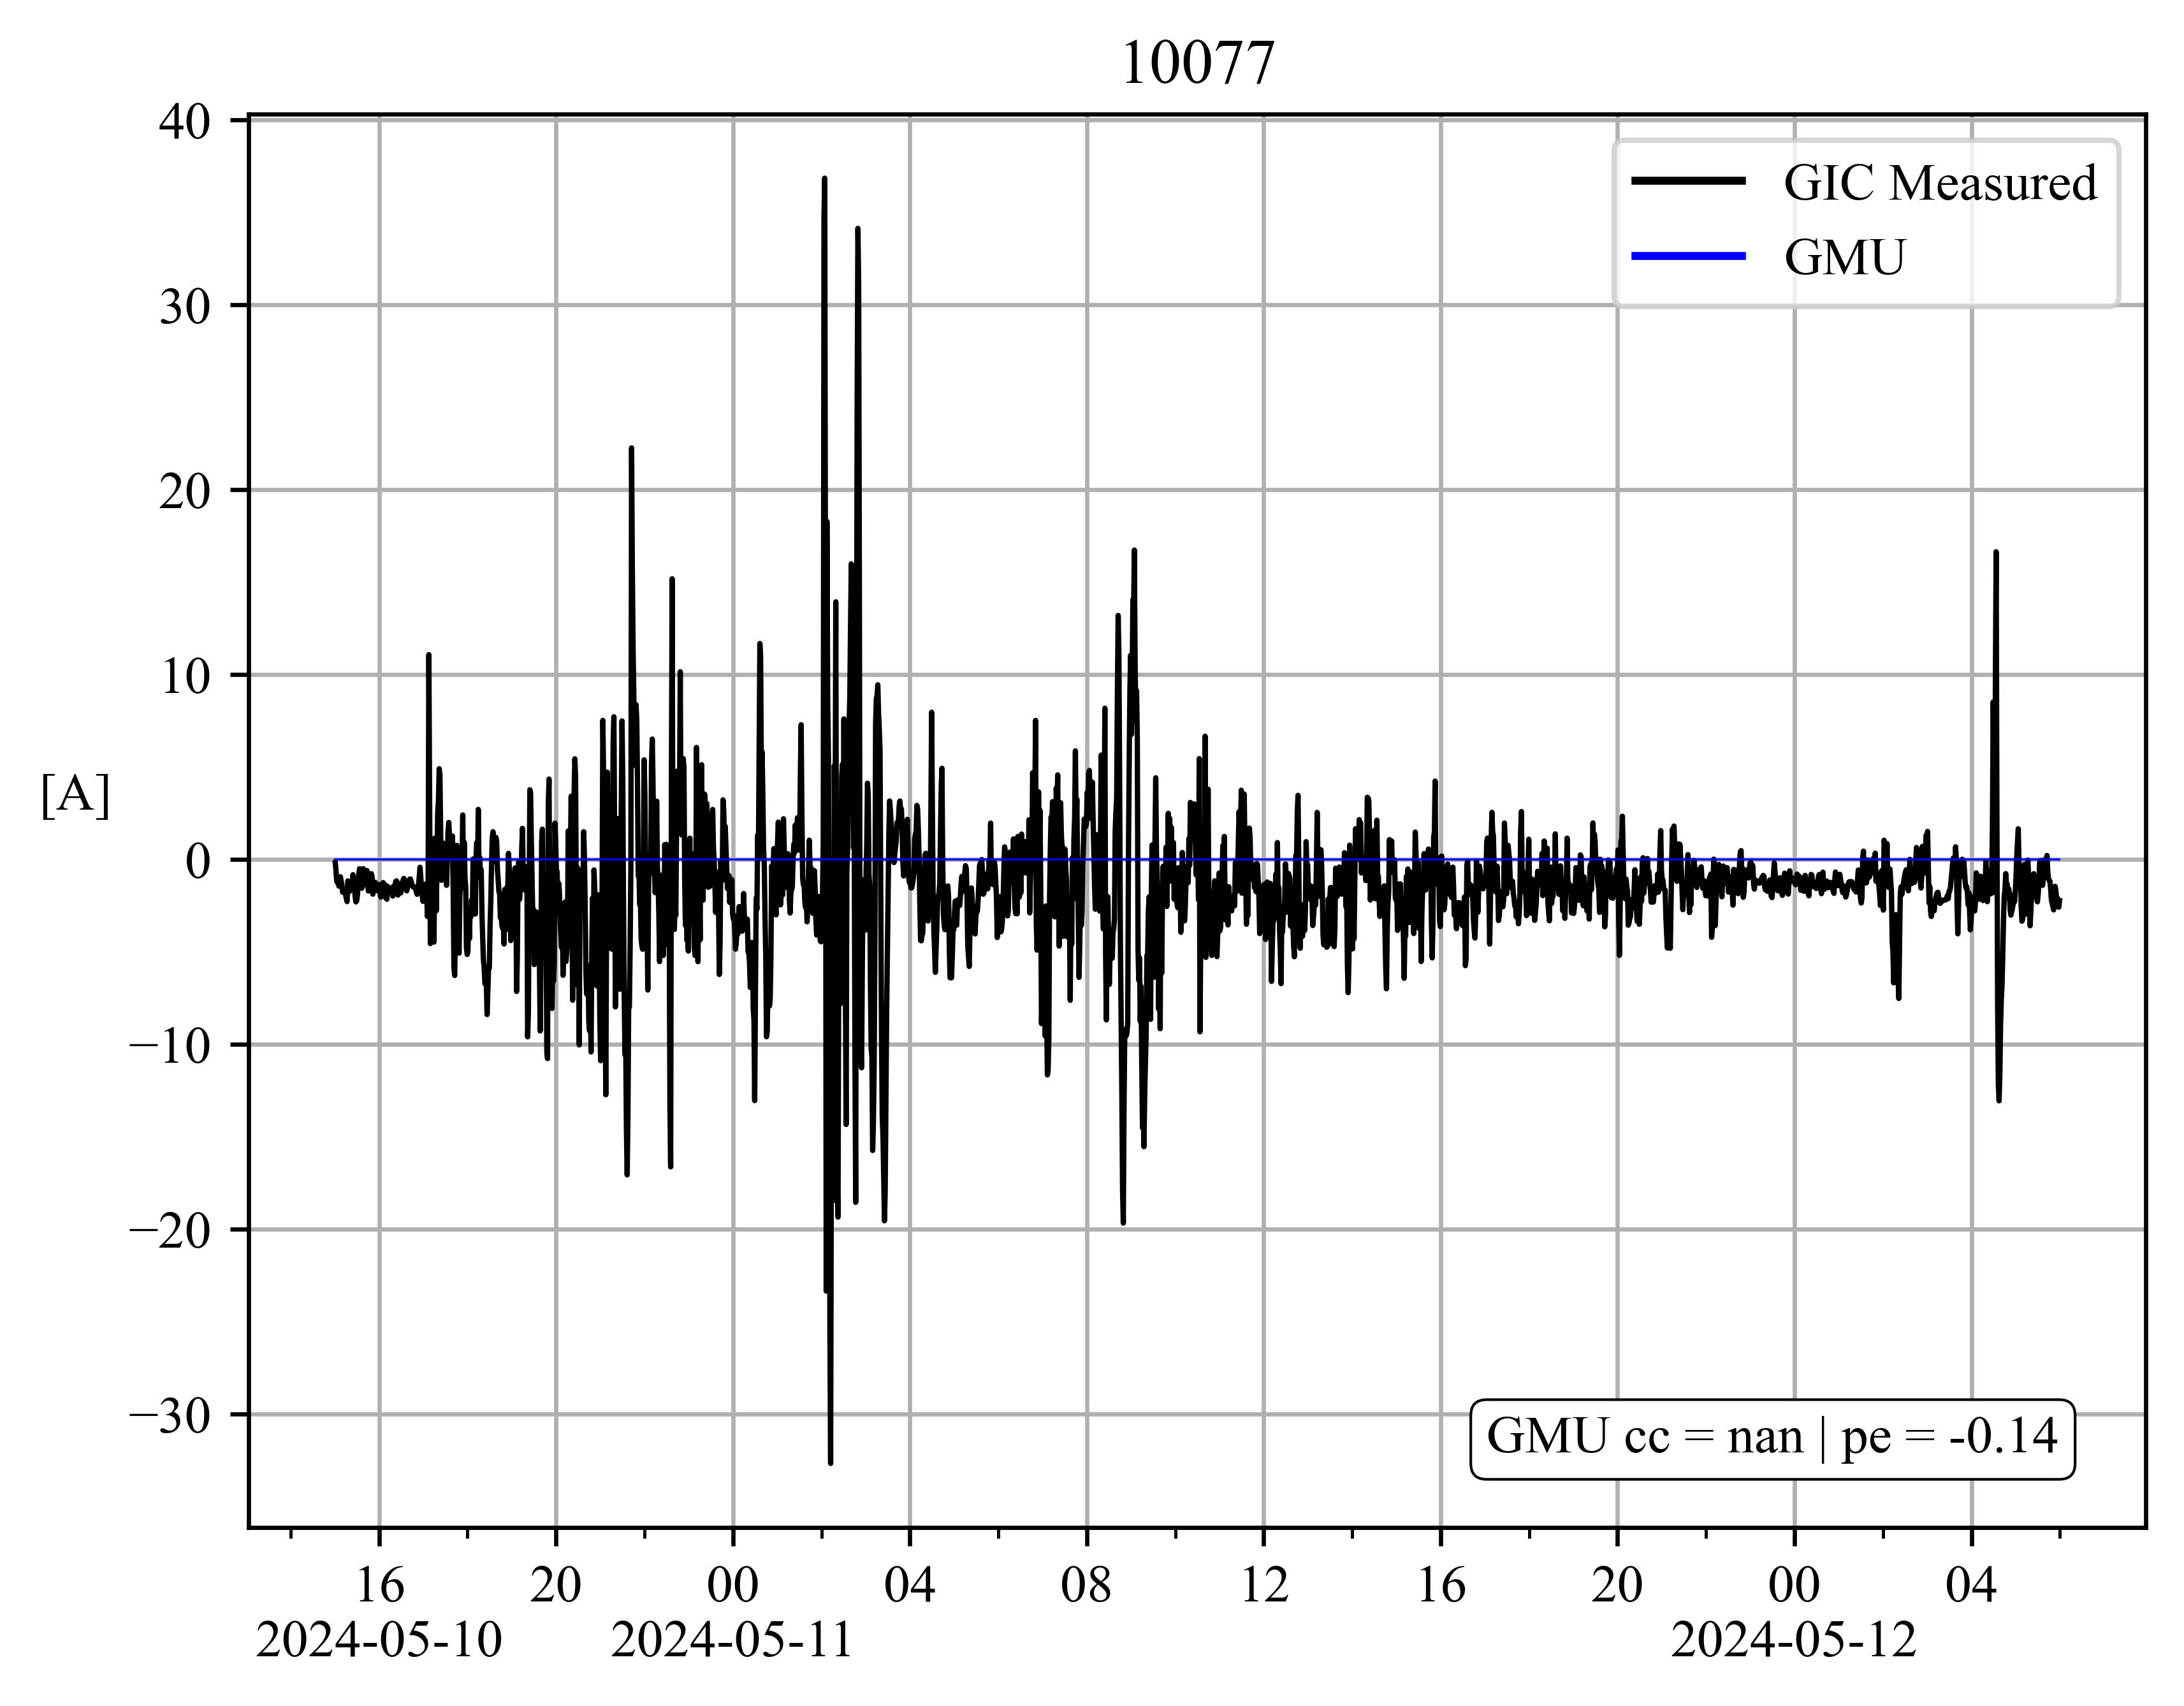 10077
40
30
20
10
0
−10
−20
−30
[A]
GIC Measured
GMU
GMU cc = nan | pe = -0.14
16 20 00 04 08 12 16 20 00 04
2024-05-10 2024-05-11 2024-05-12